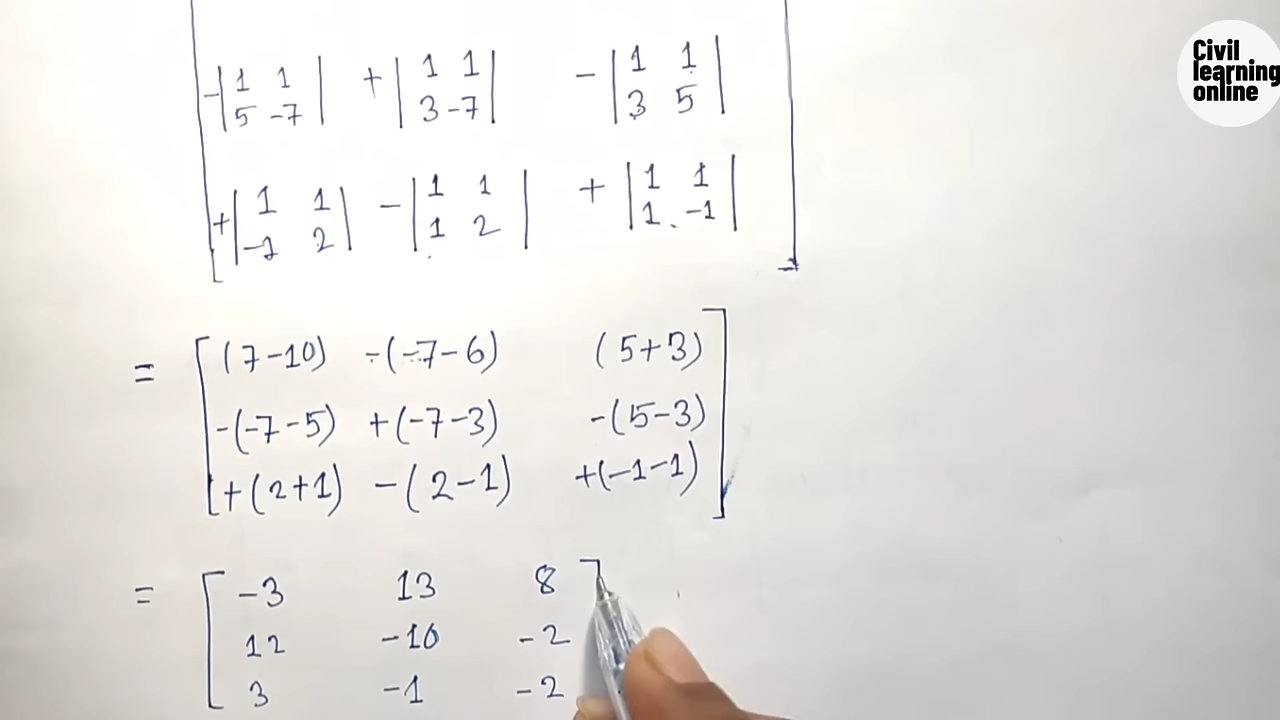 Civil
learning
online
-| 1 1 | +| 1 1 | -| 1 1 |
| 5 -7 | | 3 -7 | | 3 5 |
+| 1 1 | -| 1 1 | +| 1 1 |
| -1 2 | | 1 2 | | 1 -1 |
= [ (7-10) -(-7-6) (5+3) ]
-(-7-5) +(-7-3) -(5-3)
+(2+1) -(2-1) +(-1-1)
= [ -3 13 8 ]
12 -10 -2
3 -1 -2